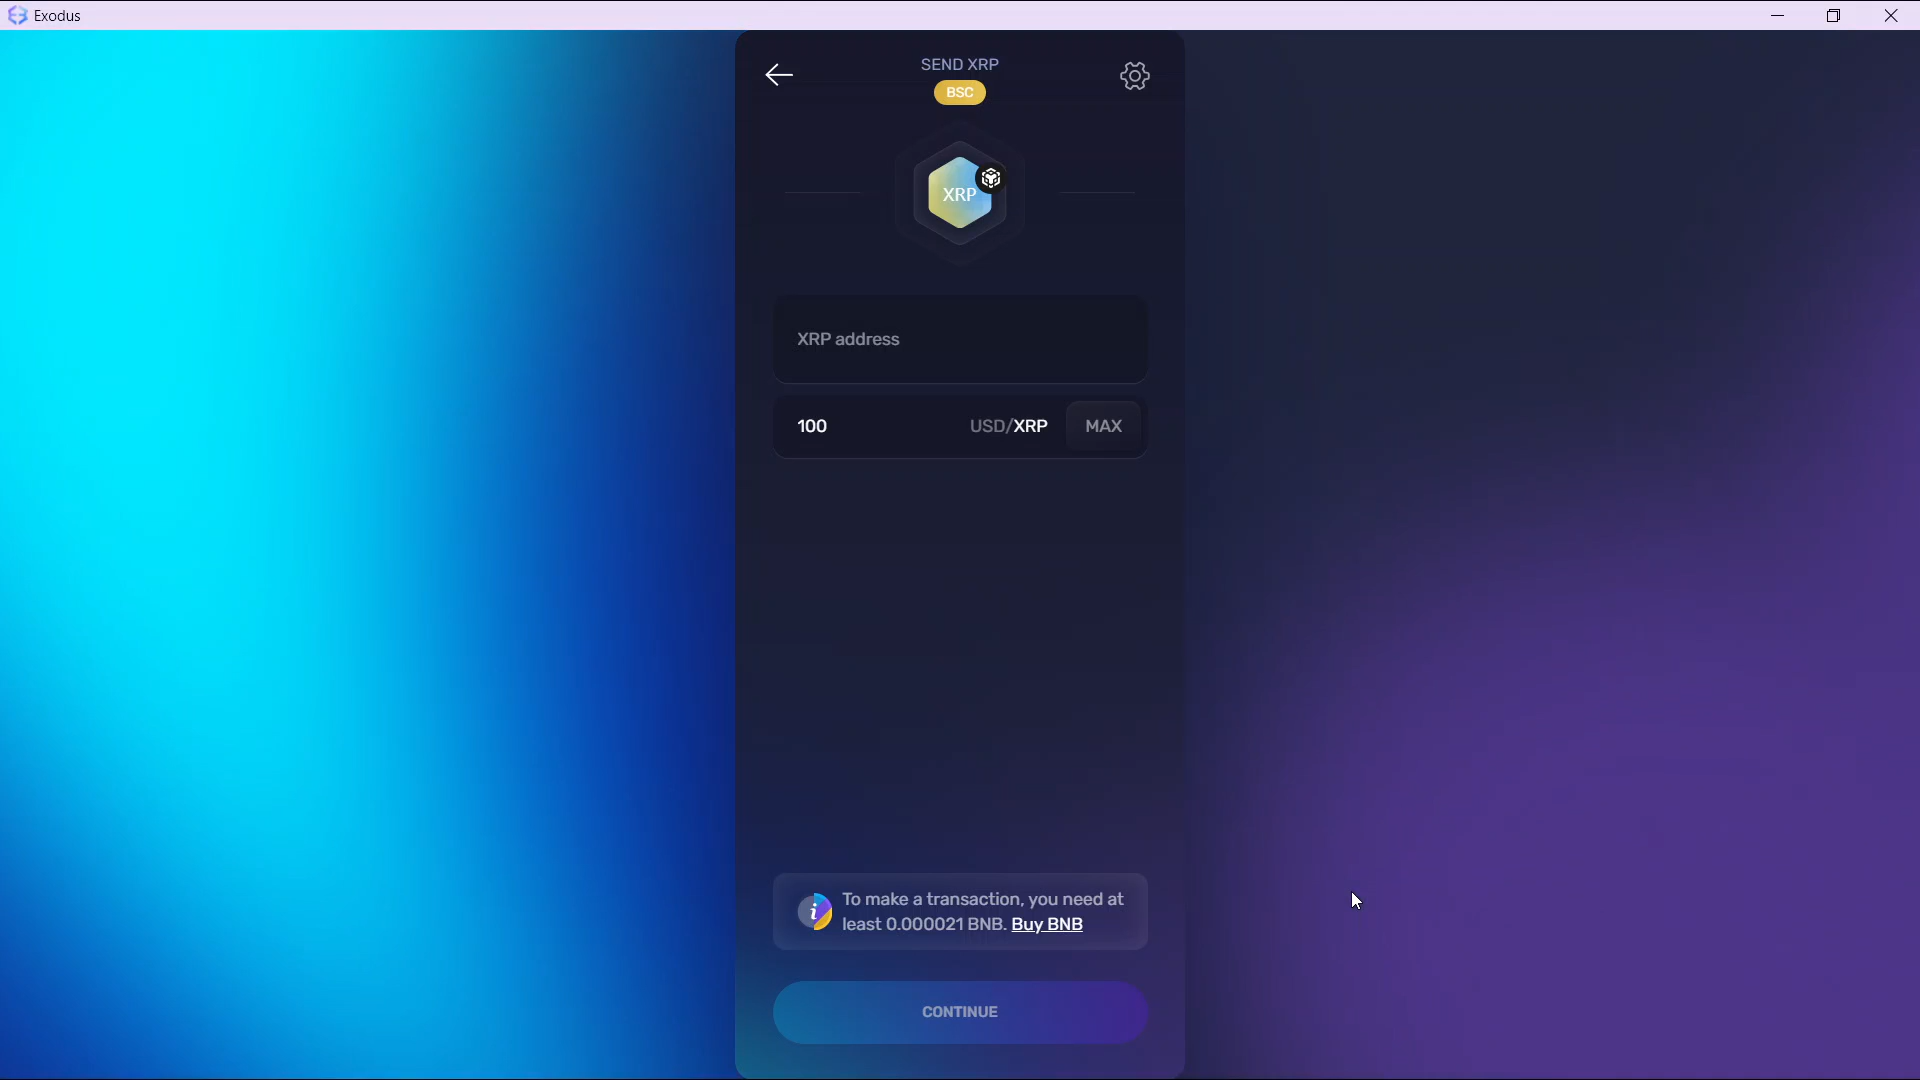 Exodus
SEND XRP
BSC
XRP
XRP address
100 USD/XRP MAX
To make a transaction, you need at
least 0.000021 BNB. Buy BNB
CONTINUE